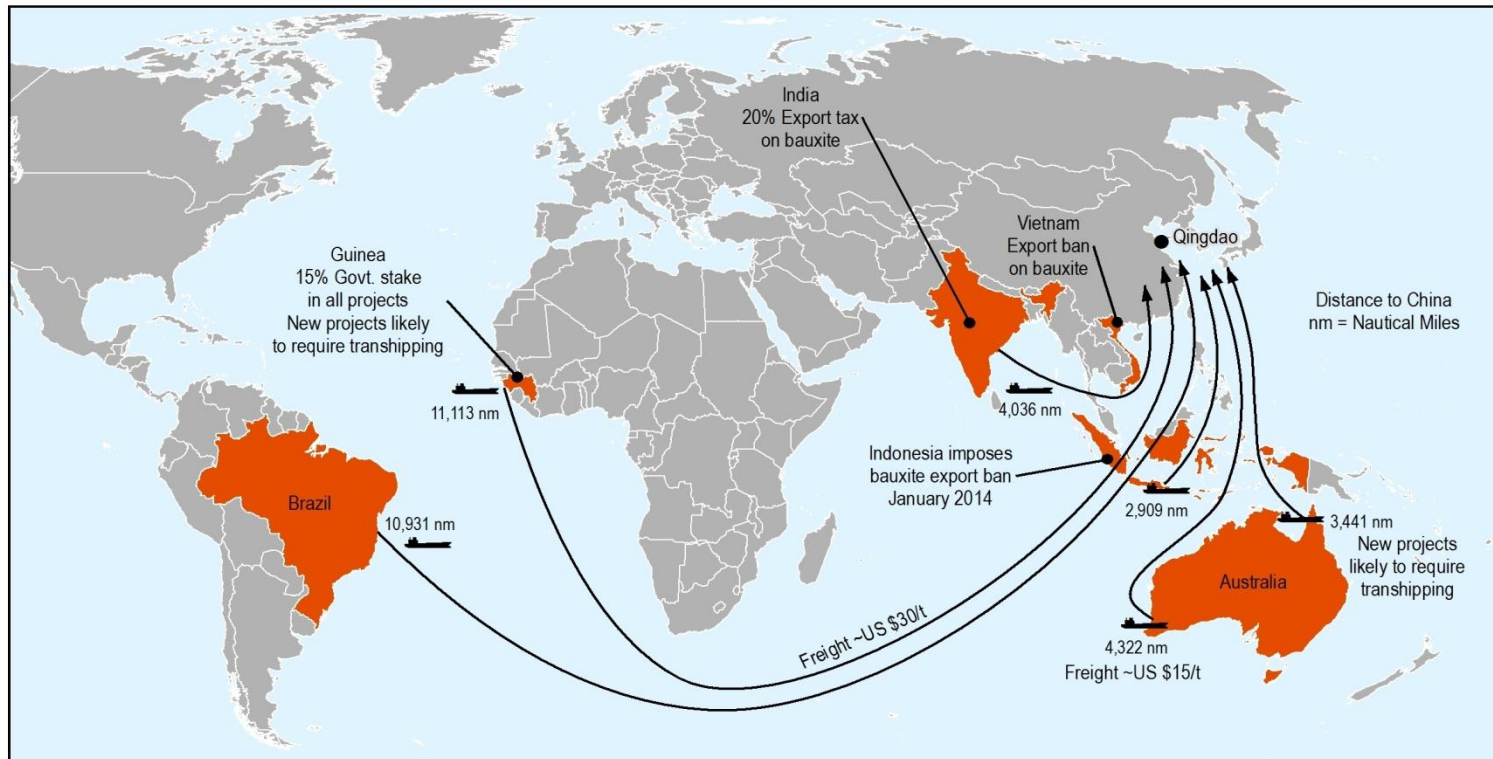 India
20% Export tax
on bauxite
Vietnam
Export ban
on bauxite
Qingdao
Guinea
15% Govt. stake
in all projects
New projects likely
to require transhipping
Distance to China
nm = Nautical Miles
11,113 nm
4,036 nm
Indonesia imposes
bauxite export ban
January 2014
2,909 nm
Brazil
10,931 nm
3,441 nm
New projects
likely to require
transhipping
Australia
Freight ~US $30/t
4,322 nm
Freight ~US $15/t